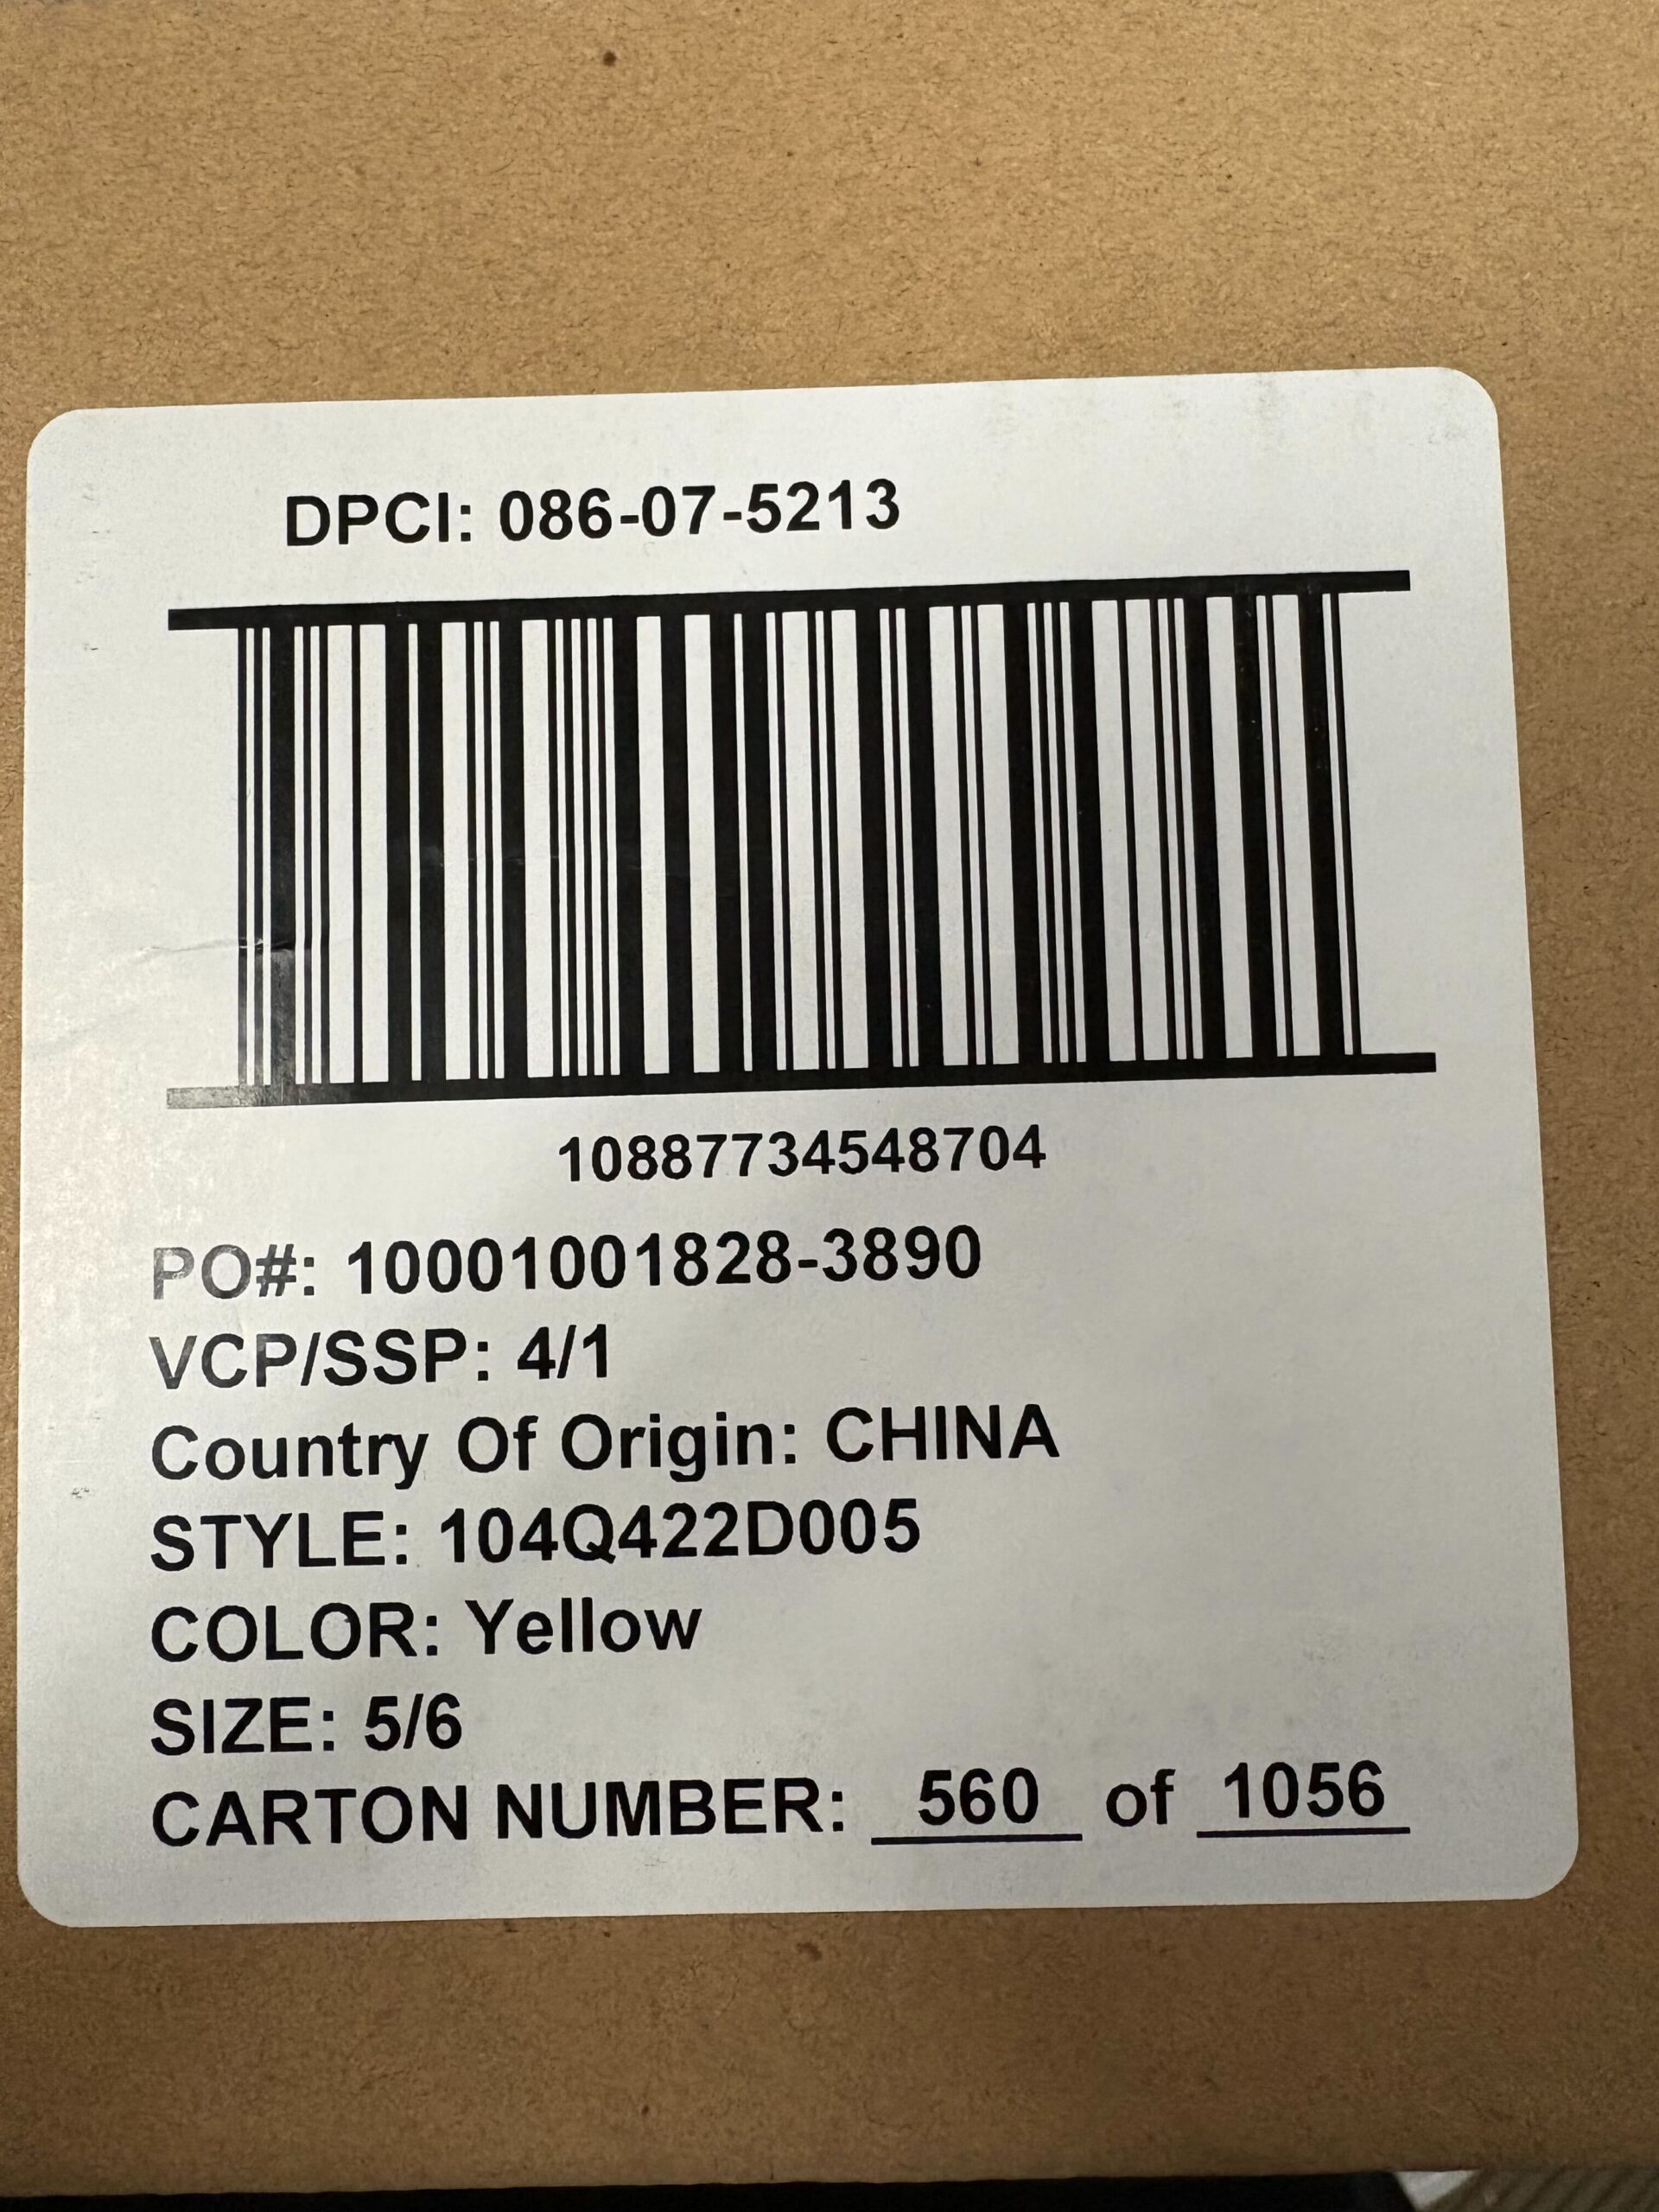 DPCI: 086-07-5213
10887734548704
PO#: 10001001828-3890
VCP/SSP: 4/1
Country Of Origin: CHINA
STYLE: 104Q422D005
COLOR: Yellow
SIZE: 5/6
CARTON NUMBER: 560 of 1056